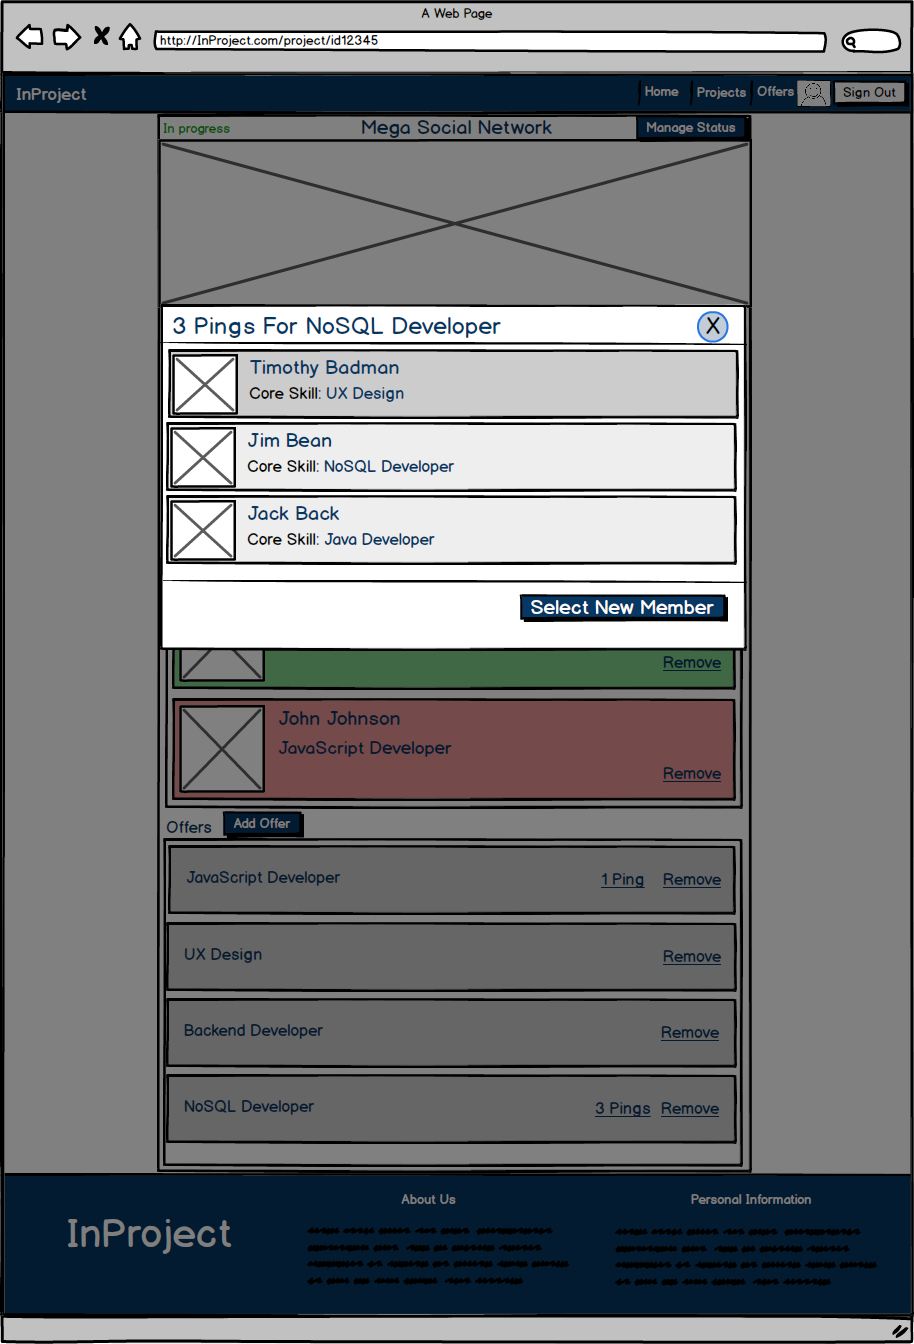 A Web Page
http://InProject.com/project/id12345
InProject
Home
Projects
Offers
Sign Out
In progress
Mega Social Network
Manage Status
3 Pings For NoSQL Developer
X
Timothy Badman
Core Skill: UX Design
Jim Bean
Core Skill: NoSQL Developer
Jack Back
Core Skill: Java Developer
Select New Member
Remove
John Johnson
JavaScript Developer
Remove
Offers
Add Offer
JavaScript Developer
1 Ping
Remove
UX Design
Remove
Backend Developer
Remove
NoSQL Developer
3 Pings
Remove
InProject
About Us
Personal Information